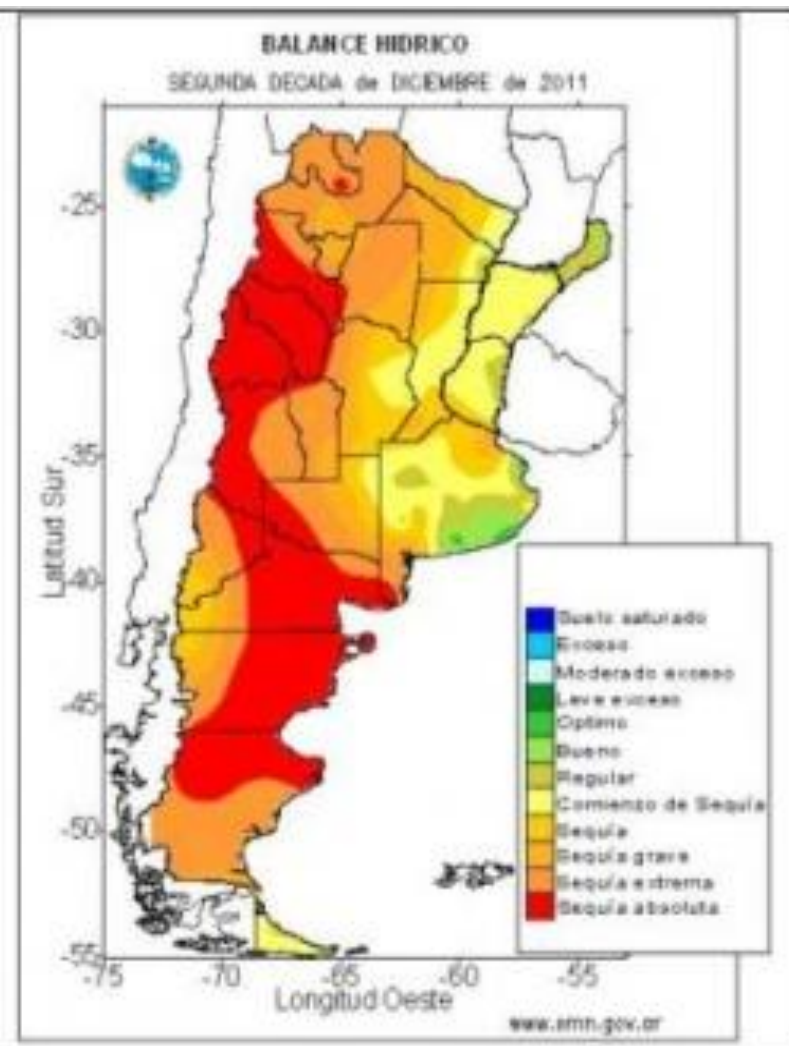 BALANCE HIDRICO
SEGUNDA DECADA de DICIEMBRE de 2011
-25
-30
-35
-40
-45
-50
-55
Latitud Sur
-75 -70 -65 -60 -55
Longitud Oeste
Suelo saturado
Exceso
Moderado exceso
Leve exceso
Optimo
Bueno
Regular
Comienzo de Sequía
Sequía
Sequía grave
Sequía extrema
Sequía absoluta
www.smn.gov.ar